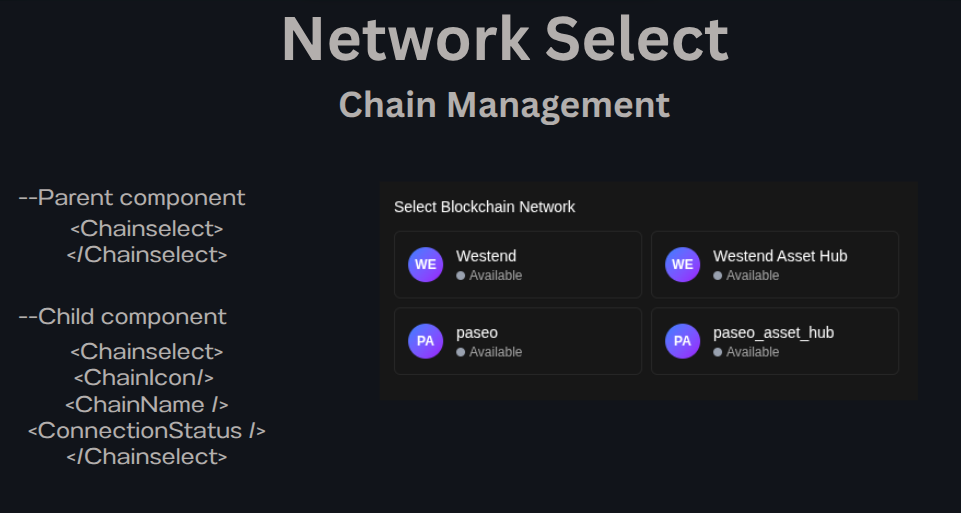 Network Select
Chain Management
--Parent component
<Chainselect>
</Chainselect>
--Child component
<Chainselect>
<ChainIcon/>
<ChainName />
<ConnectionStatus />
</Chainselect>
Select Blockchain Network
WE
Westend
Available
WE
Westend Asset Hub
Available
PA
paseo
Available
PA
paseo_asset_hub
Available